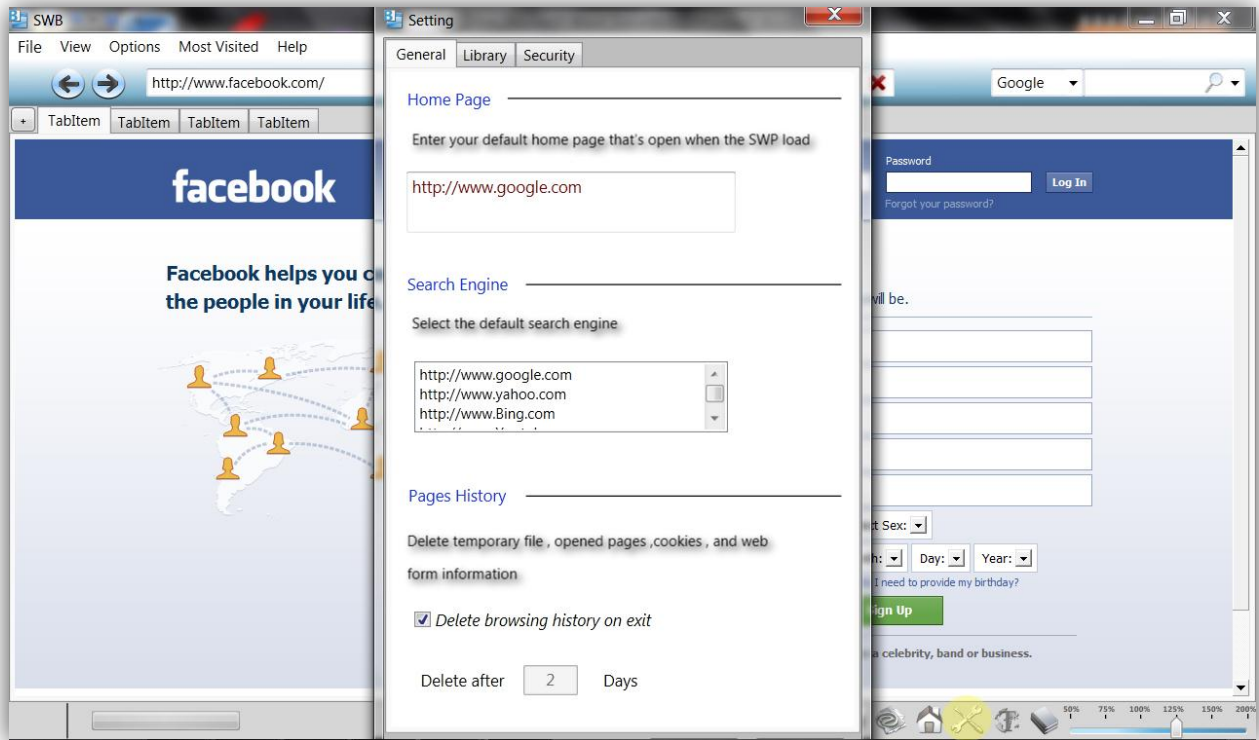 SWB
Setting
File View Options Most Visited Help
General Library Security
http://www.facebook.com/
Google
+ TabItem TabItem TabItem TabItem
Home Page
Enter your default home page that's open when the SWP load
http://www.google.com
facebook
Password
Log In
Forgot your password?
Facebook helps you c
the people in your life
will be.
Search Engine
Select the default search engine
http://www.google.com
http://www.yahoo.com
http://www.Bing.com
Pages History
Delete temporary file , opened pages ,cookies , and web
form information
Delete browsing history on exit
Delete after 2 Days
ct Sex:
h: Day: Year:
I need to provide my birthday?
Sign Up
a celebrity, band or business.
50% 75% 100% 125% 150% 200%